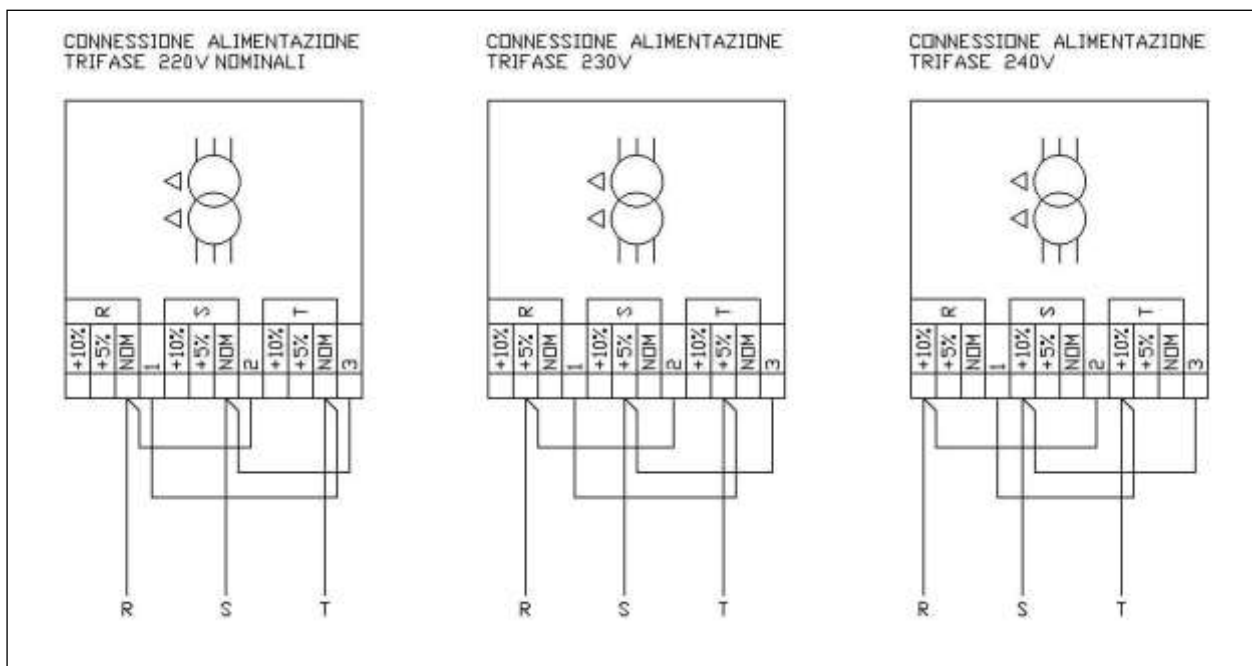 CONNESSIONE ALIMENTAZIONE
TRIFASE 220V NOMINALI
R S T
+10% +5% NOM 1 +10% +5% NOM 2 +10% +5% NOM 3
R S T
CONNESSIONE ALIMENTAZIONE
TRIFASE 230V
R S T
+10% +5% NOM 1 +10% +5% NOM 2 +10% +5% NOM 3
R S T
CONNESSIONE ALIMENTAZIONE
TRIFASE 240V
R S T
+10% +5% NOM 1 +10% +5% NOM 2 +10% +5% NOM 3
R S T